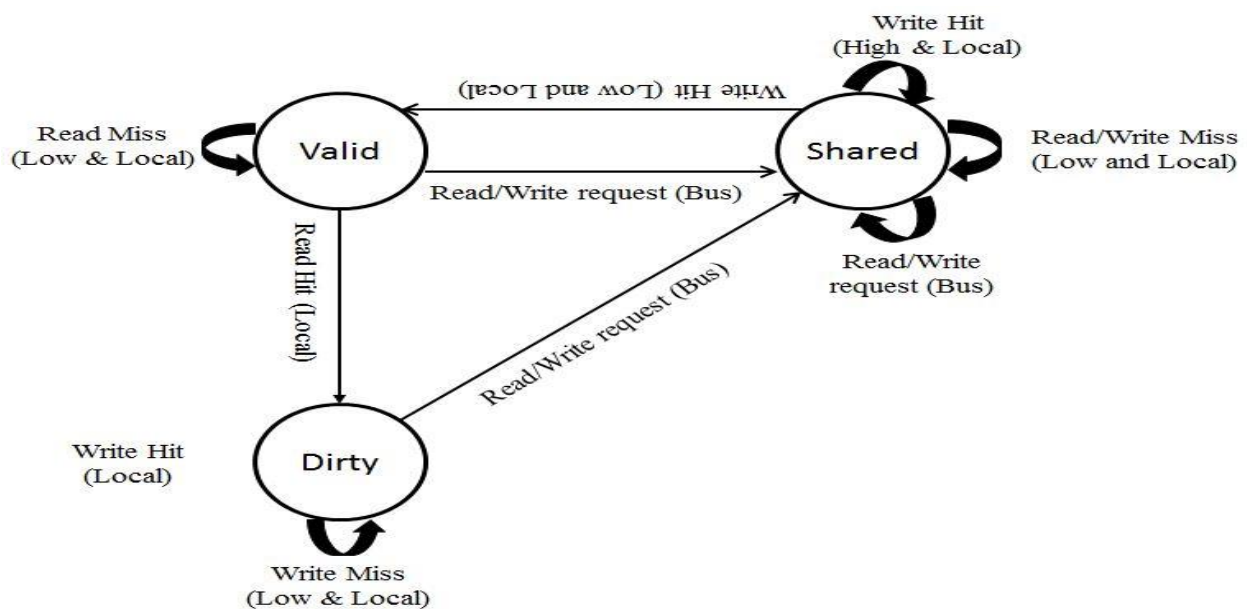 Write Hit
(High & Local)
Write Hit (Low and Local)
Read Miss
(Low & Local)
Valid
Shared
Read/Write Miss
(Low and Local)
Read/Write request (Bus)
Read/Write
request (Bus)
Read Hit (Local)
Read/Write request (Bus)
Write Hit
(Local)
Dirty
Write Miss
(Low & Local)